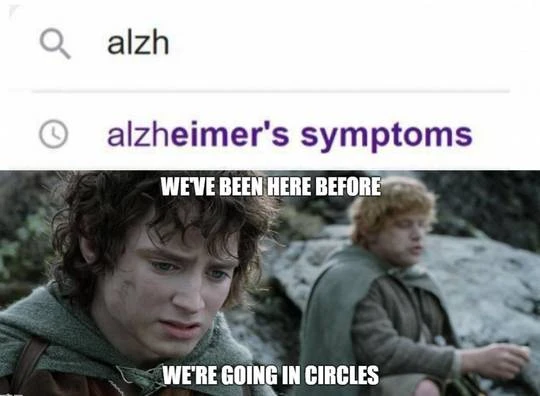 alzh
alzheimer's symptoms
WE'VE BEEN HERE BEFORE
WE'RE GOING IN CIRCLES